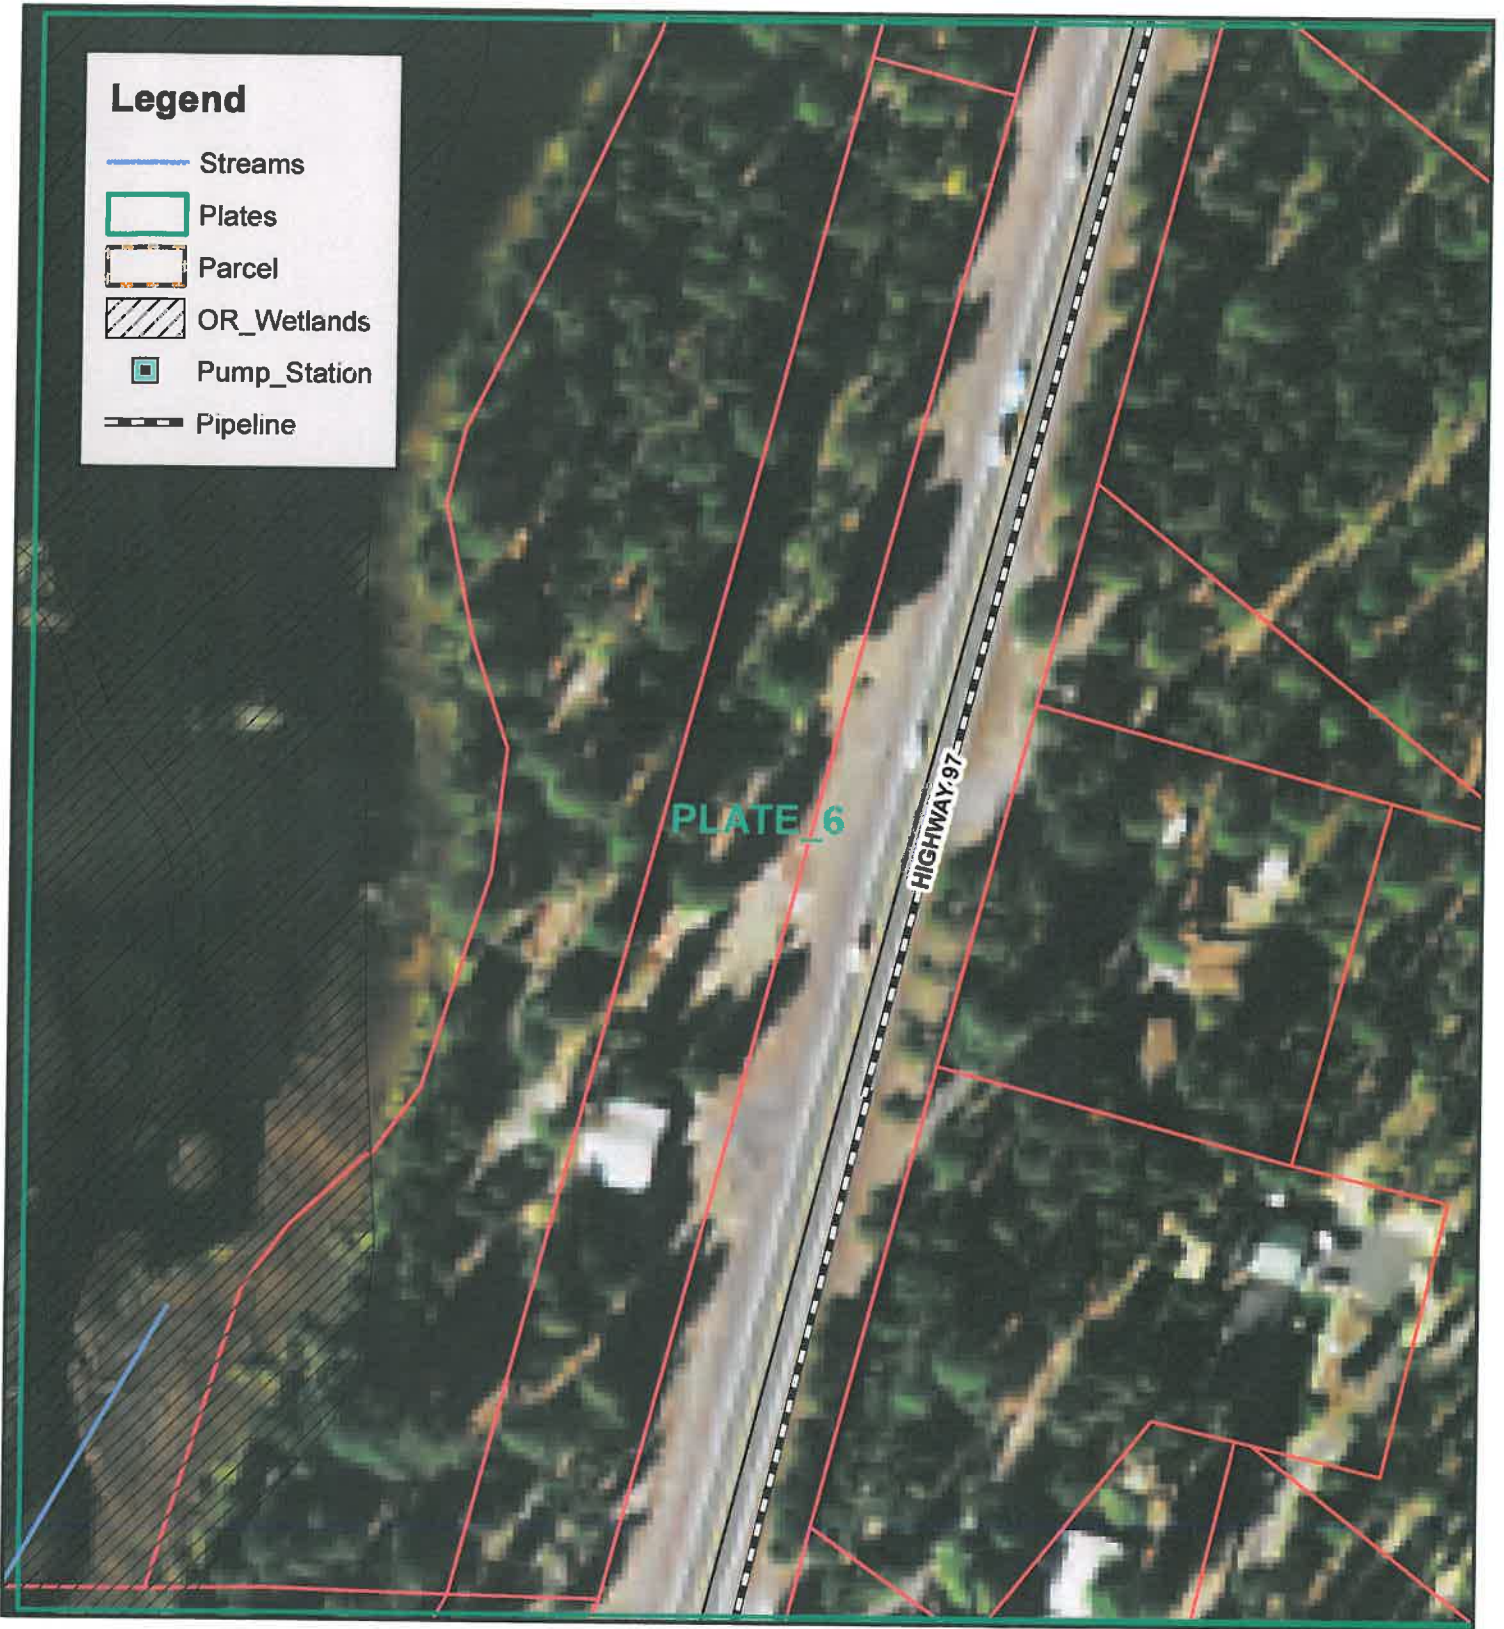 Legend
Streams
Plates
Parcel
OR_Wetlands
Pump_Station
Pipeline
PLATE_6
HIGHWAY 97